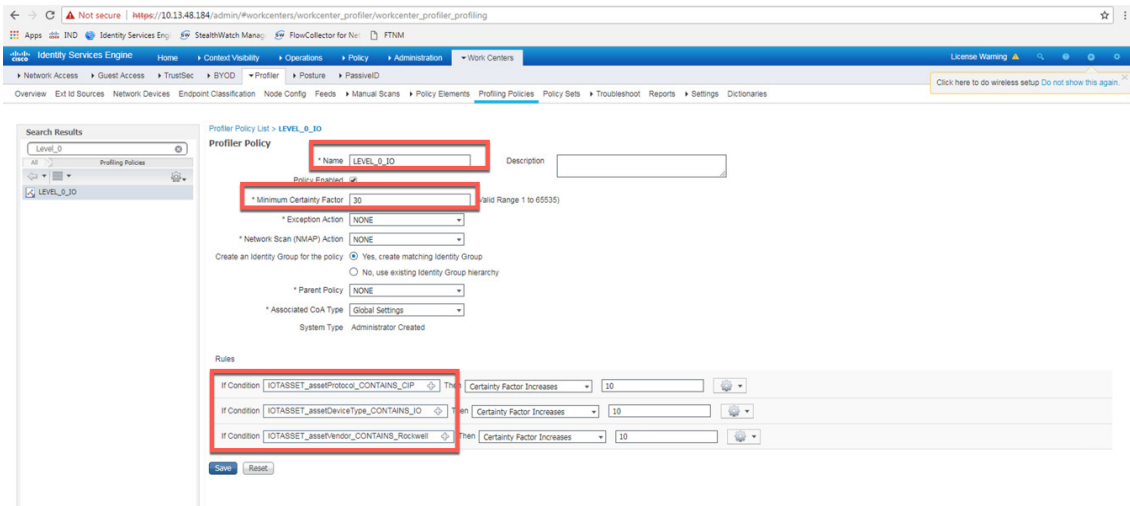 Not secure | https://10.13.48.184/admin/#workcenters/workcenter_profiler/workcenter_profiler_profiling
Apps IND Identity Services Engi StealthWatch Manag FlowCollector for Net FTNM
CISCO Identity Services Engine Home Context Visibility Operations Policy Administration Work Centers License Warning
Network Access Guest Access TrustSec BYOD Profiler Posture PassiveID
Click here to do wireless setup Do not show this again.
Overview Ext Id Sources Network Devices Endpoint Classification Node Config Feeds Manual Scans Policy Elements Profiling Policies Policy Sets Troubleshoot Reports Settings Dictionaries
Search Results
Level_0
All Profiling Policies
LEVEL_0_IO
Profiler Policy List > LEVEL_0_IO
Profiler Policy
* Name LEVEL_0_IO Description
Policy Enabled
* Minimum Certainty Factor 30 Valid Range 1 to 65535)
* Exception Action NONE
* Network Scan (NMAP) Action NONE
Create an Identity Group for the policy Yes, create matching Identity Group
No, use existing Identity Group hierarchy
* Parent Policy NONE
* Associated CoA Type Global Settings
System Type Administrator Created
Rules
If Condition IOTASSET_assetProtocol_CONTAINS_CIP Then Certainty Factor Increases 10
If Condition IOTASSET_assetDeviceType_CONTAINS_IO Then Certainty Factor Increases 10
If Condition IOTASSET_assetVendor_CONTAINS_Rockwell Then Certainty Factor Increases 10
Save Reset